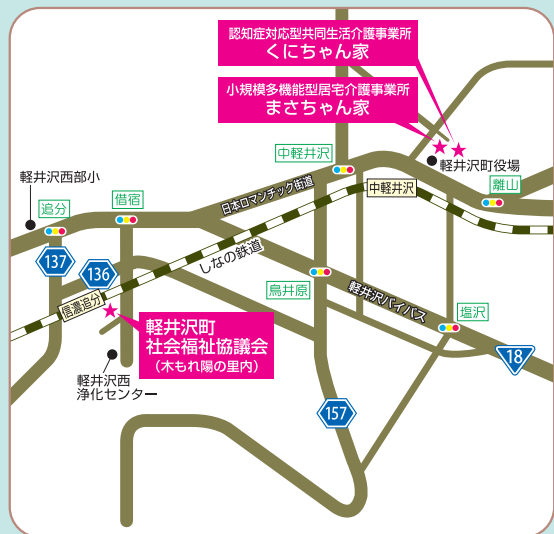 認知症対応型共同生活介護事業所
くにちゃん家
小規模多機能型居宅介護事業所
まさちゃん家
中軽井沢
軽井沢町役場
軽井沢西部小
借宿
日本ロマンチック街道
中軽井沢
離山
追分
137
136
しなの鉄道
鳥井原
軽井沢バイパス
塩沢
信濃追分
軽井沢町
社会福祉協議会
（木もれ陽の里内）
18
軽井沢西
浄化センター
157